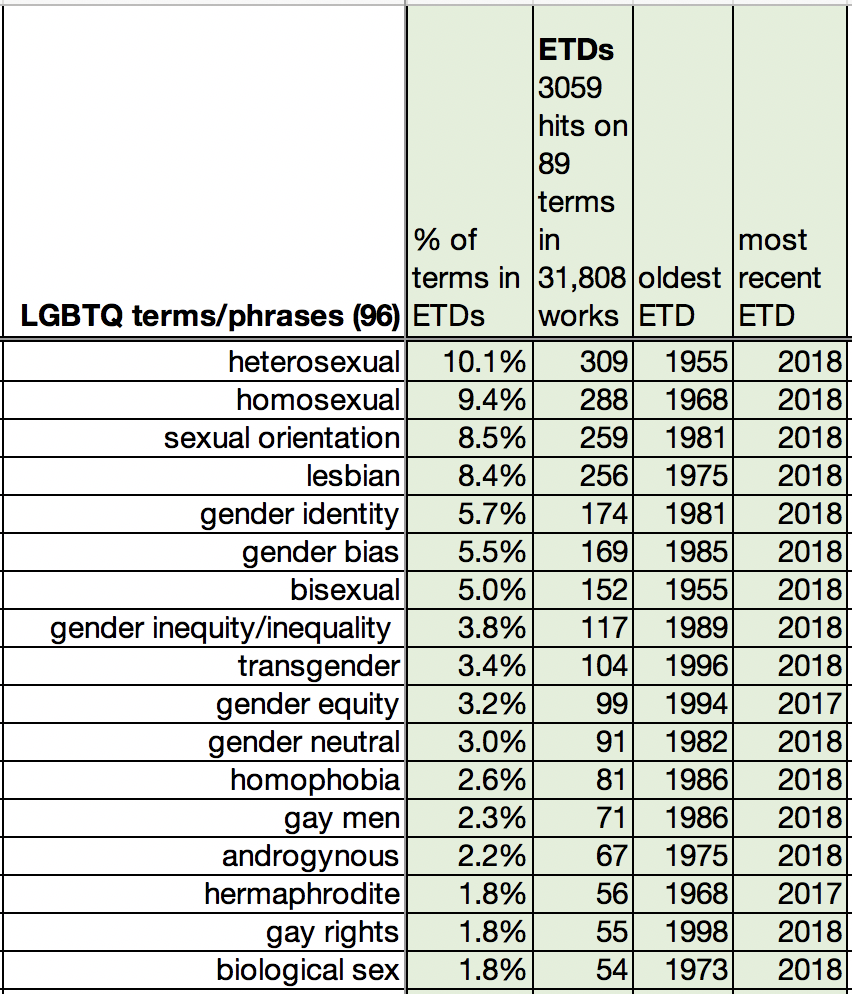 LGBTQ terms/phrases (96) % of terms in ETDs ETDs 3059 hits on 89 terms in 31,808 works oldest ETD most recent ETD
heterosexual 10.1% 309 1955 2018
homosexual 9.4% 288 1968 2018
sexual orientation 8.5% 259 1981 2018
lesbian 8.4% 256 1975 2018
gender identity 5.7% 174 1981 2018
gender bias 5.5% 169 1985 2018
bisexual 5.0% 152 1955 2018
gender inequity/inequality 3.8% 117 1989 2018
transgender 3.4% 104 1996 2018
gender equity 3.2% 99 1994 2017
gender neutral 3.0% 91 1982 2018
homophobia 2.6% 81 1986 2018
gay men 2.3% 71 1986 2018
androgynous 2.2% 67 1975 2018
hermaphrodite 1.8% 56 1968 2017
gay rights 1.8% 55 1998 2018
biological sex 1.8% 54 1973 2018